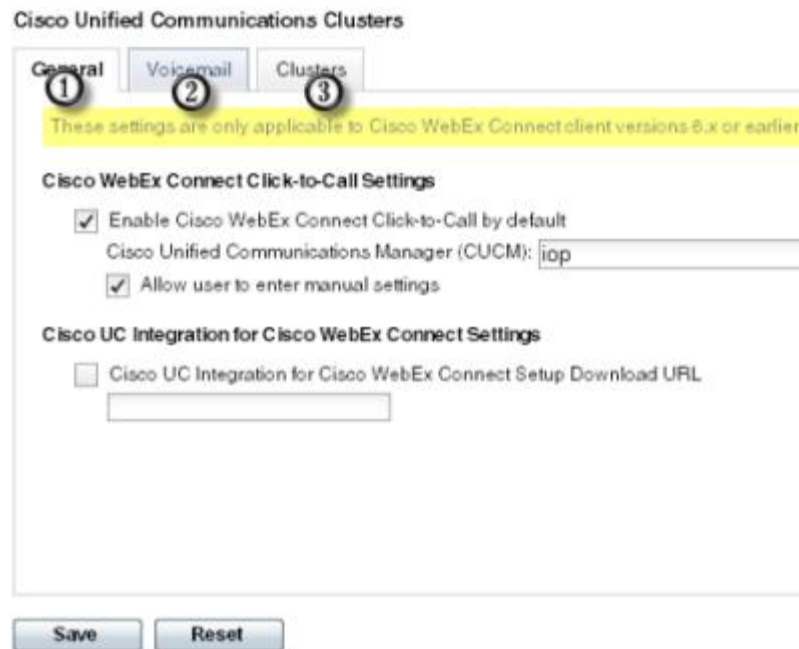 Cisco Unified Communications Clusters
General Voicemail Clusters
1 2 3
These settings are only applicable to Cisco WebEx Connect client versions 6.x or earlier
Cisco WebEx Connect Click-to-Call Settings
Enable Cisco WebEx Connect Click-to-Call by default
Cisco Unified Communications Manager (CUCM): iop
Allow user to enter manual settings
Cisco UC Integration for Cisco WebEx Connect Settings
Cisco UC Integration for Cisco WebEx Connect Setup Download URL
Save Reset